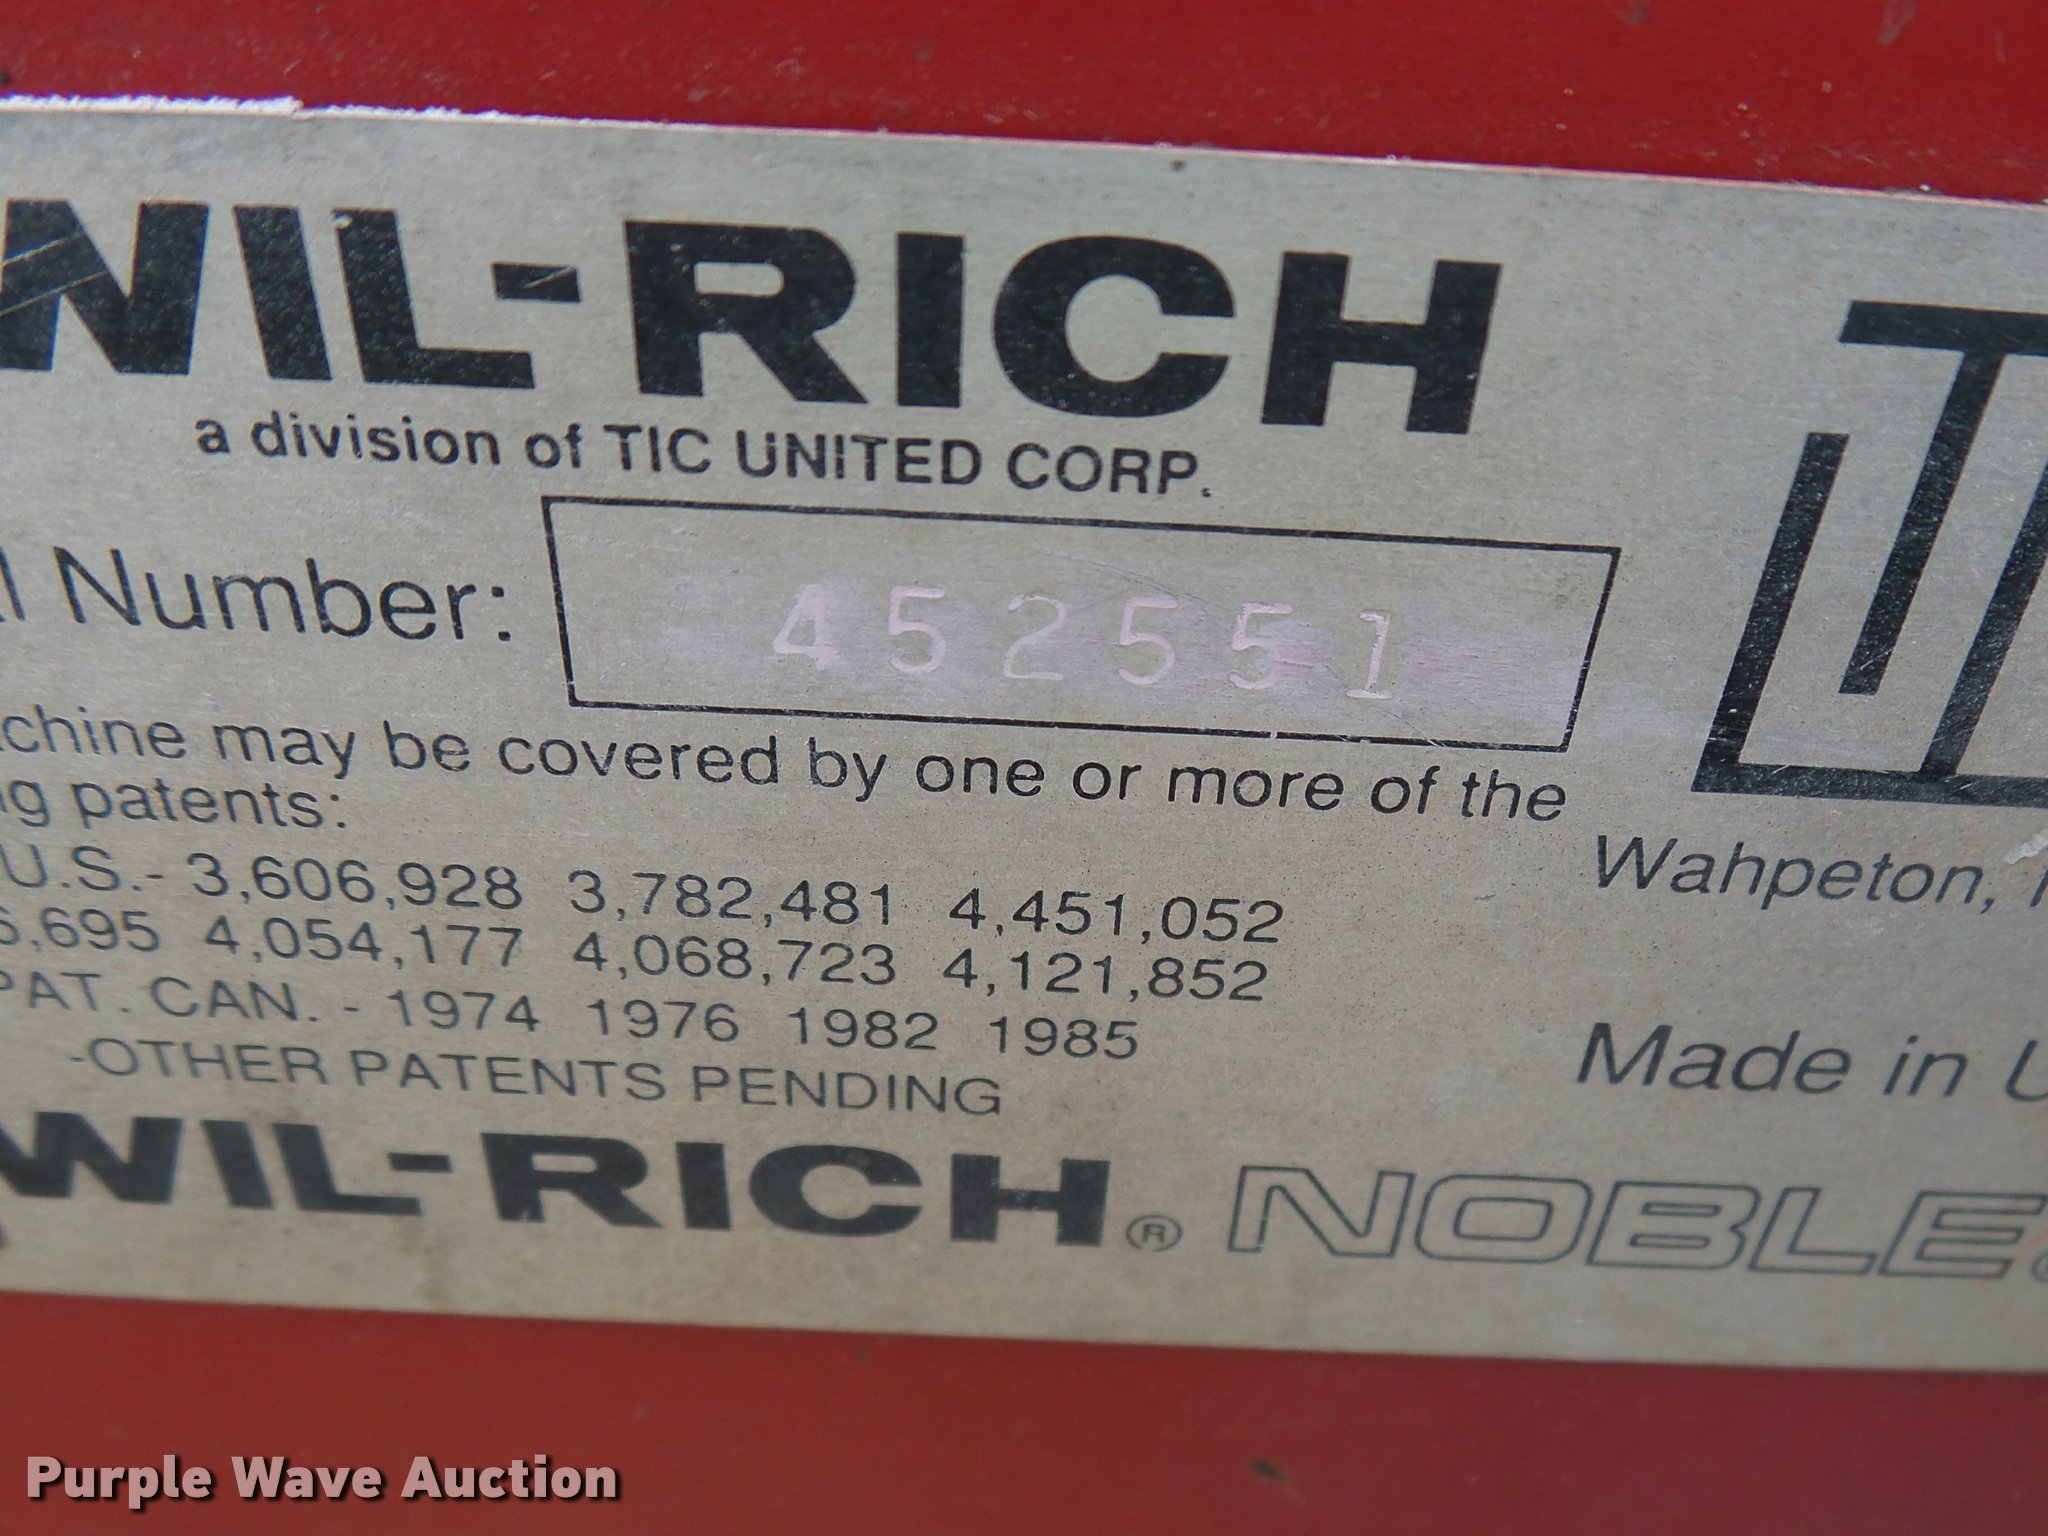 WIL-RICH
a division of TIC UNITED CORP.
l Number: 452551
achine may be covered by one or more of the
ng patents:
U.S.- 3,606,928 3,782,481 4,451,052
6,695 4,054,177 4,068,723 4,121,852
PAT. CAN. - 1974 1976 1982 1985
-OTHER PATENTS PENDING
Wahpeton,
Made in U
WIL-RICH® NOBLE
Purple Wave Auction